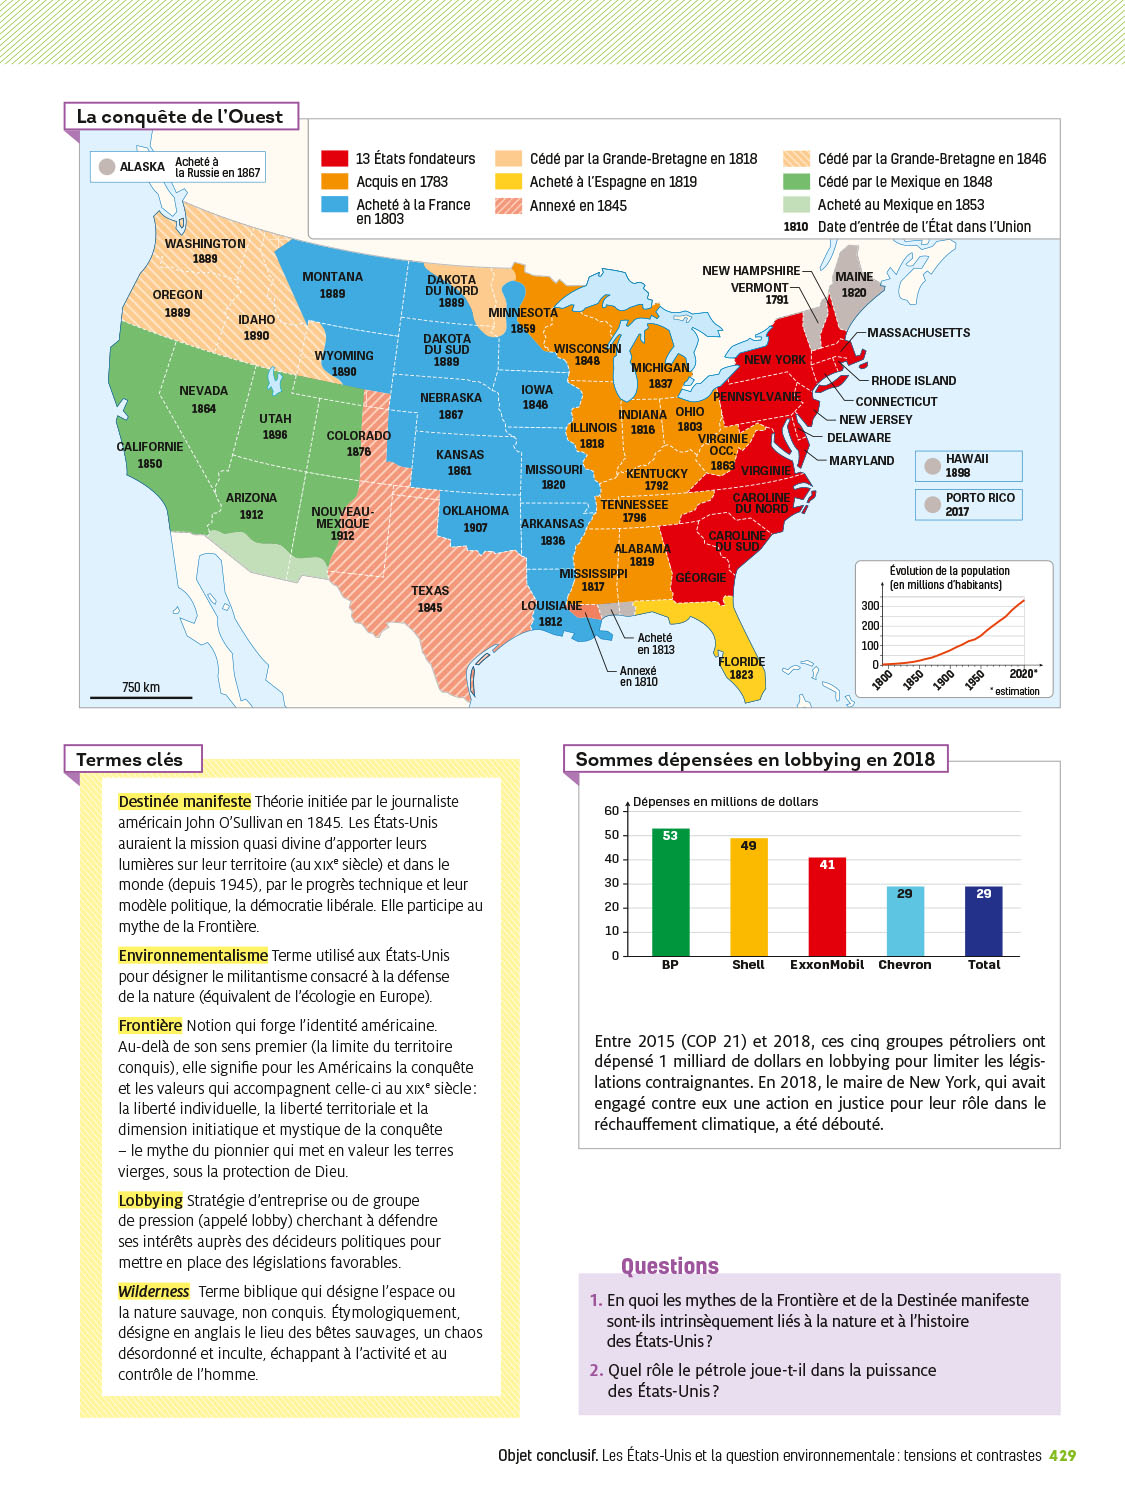 La conquête de l’Ouest
ALASKA Acheté à
la Russie en 1867
13 États fondateurs
Acquis en 1783
Acheté à la France
en 1803
Cédé par la Grande-Bretagne en 1818
Acheté à l’Espagne en 1819
Annexé en 1845
Cédé par la Grande-Bretagne en 1846
Cédé par le Mexique en 1848
Acheté au Mexique en 1853
1810 Date d’entrée de l’État dans l’Union
WASHINGTON
1889
OREGON
1889
IDAHO
1890
MONTANA
1889
WYOMING
1890
DAKOTA
DU NORD
1889
DAKOTA
DU SUD
1889
MINNESOTA
1859
WISCONSIN
1848
MICHIGAN
1837
NEW HAMPSHIRE
VERMONT
1791
MAINE
1820
MASSACHUSETTS
NEW YORK
RHODE ISLAND
CONNECTICUT
PENNSYLVANIE
NEW JERSEY
DELAWARE
MARYLAND
NEVADA
1864
UTAH
1896
CALIFORNIE
1850
COLORADO
1876
NEBRASKA
1867
IOWA
1846
ILLINOIS
1818
INDIANA
1816
OHIO
1803
VIRGINIE
OCC.
1863
VIRGINIE
KANSAS
1861
MISSOURI
1820
KENTUCKY
1792
CAROLINE
DU NORD
HAWAII
1898
PORTO RICO
2017
ARIZONA
1912
NOUVEAU-
MEXIQUE
1912
OKLAHOMA
1907
ARKANSAS
1836
TENNESSEE
1796
CAROLINE
DU SUD
ALABAMA
1819
GÉORGIE
MISSISSIPPI
1817
TEXAS
1845
LOUISIANE
1812
Acheté
en 1813
Annexé
en 1810
FLORIDE
1823
750 km
Évolution de la population
(en millions d’habitants)
300
200
100
0
1800
1850
1900
1950
2020*
* estimation
Termes clés
Destinée manifeste Théorie initiée par le journaliste
américain John O’Sullivan en 1845. Les États-Unis
auraient la mission quasi divine d’apporter leurs
lumières sur leur territoire (au XIXe siècle) et dans le
monde (depuis 1945), par le progrès technique et leur
modèle politique, la démocratie libérale. Elle participe au
mythe de la Frontière.
Environnementalisme Terme utilisé aux États-Unis
pour désigner le militantisme consacré à la défense
de la nature (équivalent de l’écologie en Europe).
Frontière Notion qui forge l’identité américaine.
Au-delà de son sens premier (la limite du territoire
conquis), elle signifie pour les Américains la conquête
et les valeurs qui accompagnent celle-ci au XIXe siècle :
la liberté individuelle, la liberté territoriale et la
dimension initiatique et mystique de la conquête
– le mythe du pionnier qui met en valeur les terres
vierges, sous la protection de Dieu.
Lobbying Stratégie d’entreprise ou de groupe
de pression (appelé lobby) cherchant à défendre
ses intérêts auprès des décideurs politiques pour
mettre en place des législations favorables.
Wilderness Terme biblique qui désigne l’espace ou
la nature sauvage, non conquis. Étymologiquement,
désigne en anglais le lieu des bêtes sauvages, un chaos
désordonné et inculte, échappant à l’activité et au
contrôle de l’homme.
Sommes dépensées en lobbying en 2018
Dépenses en millions de dollars
60
50
40
30
20
10
0
53
49
41
29
29
BP
Shell
ExxonMobil
Chevron
Total
Entre 2015 (COP 21) et 2018, ces cinq groupes pétroliers ont
dépensé 1 milliard de dollars en lobbying pour limiter les légis-
lations contraignantes. En 2018, le maire de New York, qui avait
engagé contre eux une action en justice pour leur rôle dans le
réchauffement climatique, a été débouté.
Questions
1. En quoi les mythes de la Frontière et de la Destinée manifeste
sont-ils intrinsèquement liés à la nature et à l’histoire
des États-Unis ?
2. Quel rôle le pétrole joue-t-il dans la puissance
des États-Unis ?
Objet conclusif. Les États-Unis et la question environnementale : tensions et contrastes 429